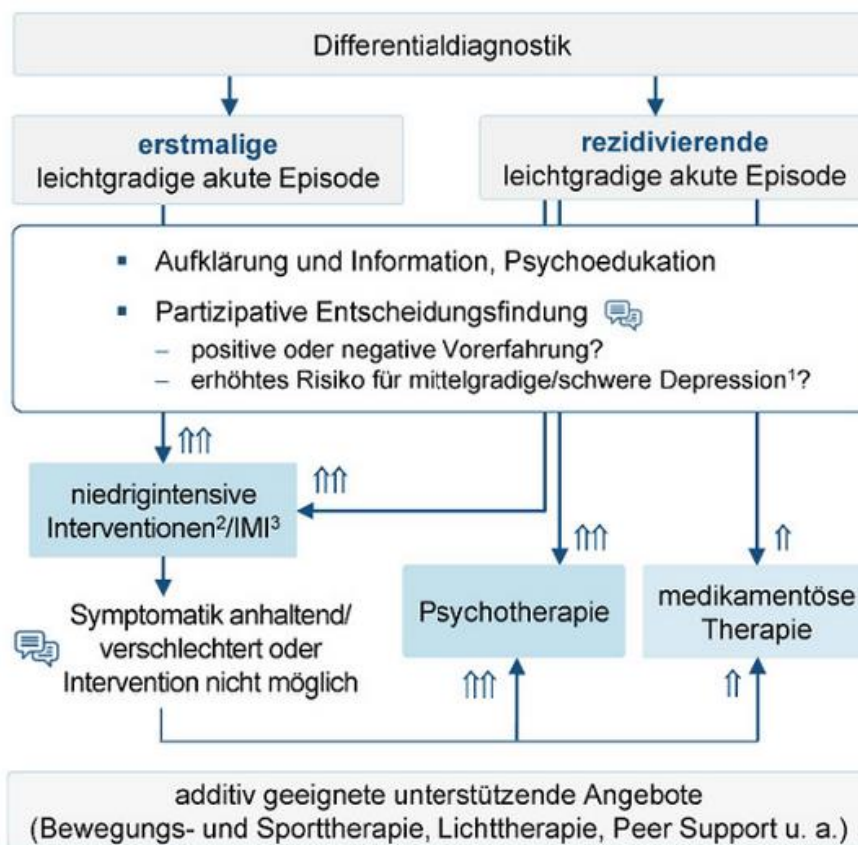 Differentialdiagnostik
erstmalige
leichtgradige akute Episode
rezidivierende
leichtgradige akute Episode
▪ Aufklärung und Information, Psychoedukation
▪ Partizipative Entscheidungsfindung
– positive oder negative Vorerfahrung?
– erhöhtes Risiko für mittelgradige/schwere Depression¹?
⇑⇑
niedrigintensive
Interventionen²/IMI³
⇑⇑
⇑⇑
⇑
Psychotherapie
medikamentöse
Therapie
Symptomatik anhaltend/
verschlechtert oder
Intervention nicht möglich
⇑⇑
⇑
additiv geeignete unterstützende Angebote
(Bewegungs- und Sporttherapie, Lichttherapie, Peer Support u. a.)